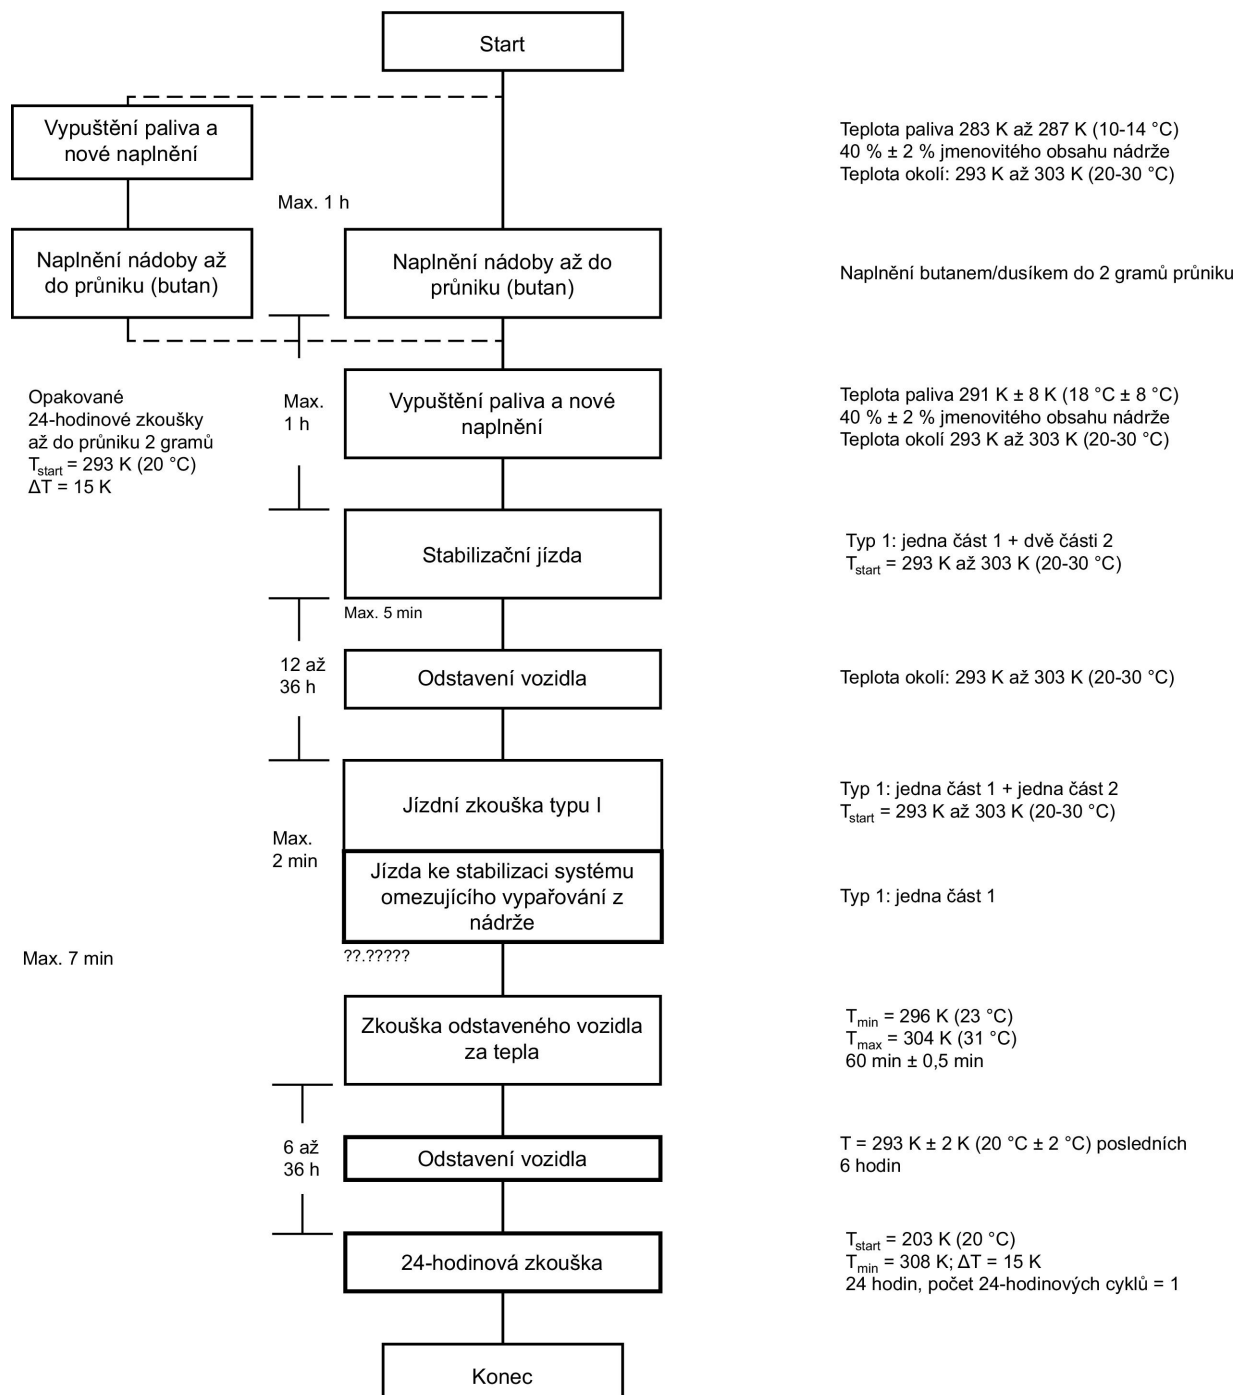 Start
Vypuštění paliva a
nové naplnění
Teplota paliva 283 K až 287 K (10-14 °C)
40 % ± 2 % jmenovitého obsahu nádrže
Teplota okolí: 293 K až 303 K (20-30 °C)
Max. 1 h
Naplnění nádoby až
do průniku (butan)
Naplnění nádoby až do
průniku (butan)
Naplnění butanem/dusíkem do 2 gramů průniku
Opakované
24-hodinové zkoušky
až do průniku 2 gramů
Tstart = 293 K (20 °C)
ΔT = 15 K
Max.
1 h
Vypuštění paliva a nové
naplnění
Teplota paliva 291 K ± 8 K (18 °C ± 8 °C)
40 % ± 2 % jmenovitého obsahu nádrže
Teplota okolí 293 K až 303 K (20-30 °C)
Stabilizační jízda
Typ 1: jedna část 1 + dvě části 2
Tstart = 293 K až 303 K (20-30 °C)
Max. 5 min
12 až
36 h
Odstavení vozidla
Teplota okolí: 293 K až 303 K (20-30 °C)
Jízdní zkouška typu I
Typ 1: jedna část 1 + jedna část 2
Tstart = 293 K až 303 K (20-30 °C)
Max.
2 min
Jízda ke stabilizaci systému
omezujícího vypařování z
nádrže
Typ 1: jedna část 1
Max. 7 min
??.?????
Zkouška odstaveného vozidla
za tepla
Tmin = 296 K (23 °C)
Tmax = 304 K (31 °C)
60 min ± 0,5 min
6 až
36 h
Odstavení vozidla
T = 293 K ± 2 K (20 °C ± 2 °C) posledních
6 hodin
24-hodinová zkouška
Tstart = 203 K (20 °C)
Tmin = 308 K; ΔT = 15 K
24 hodin, počet 24-hodinových cyklů = 1
Konec